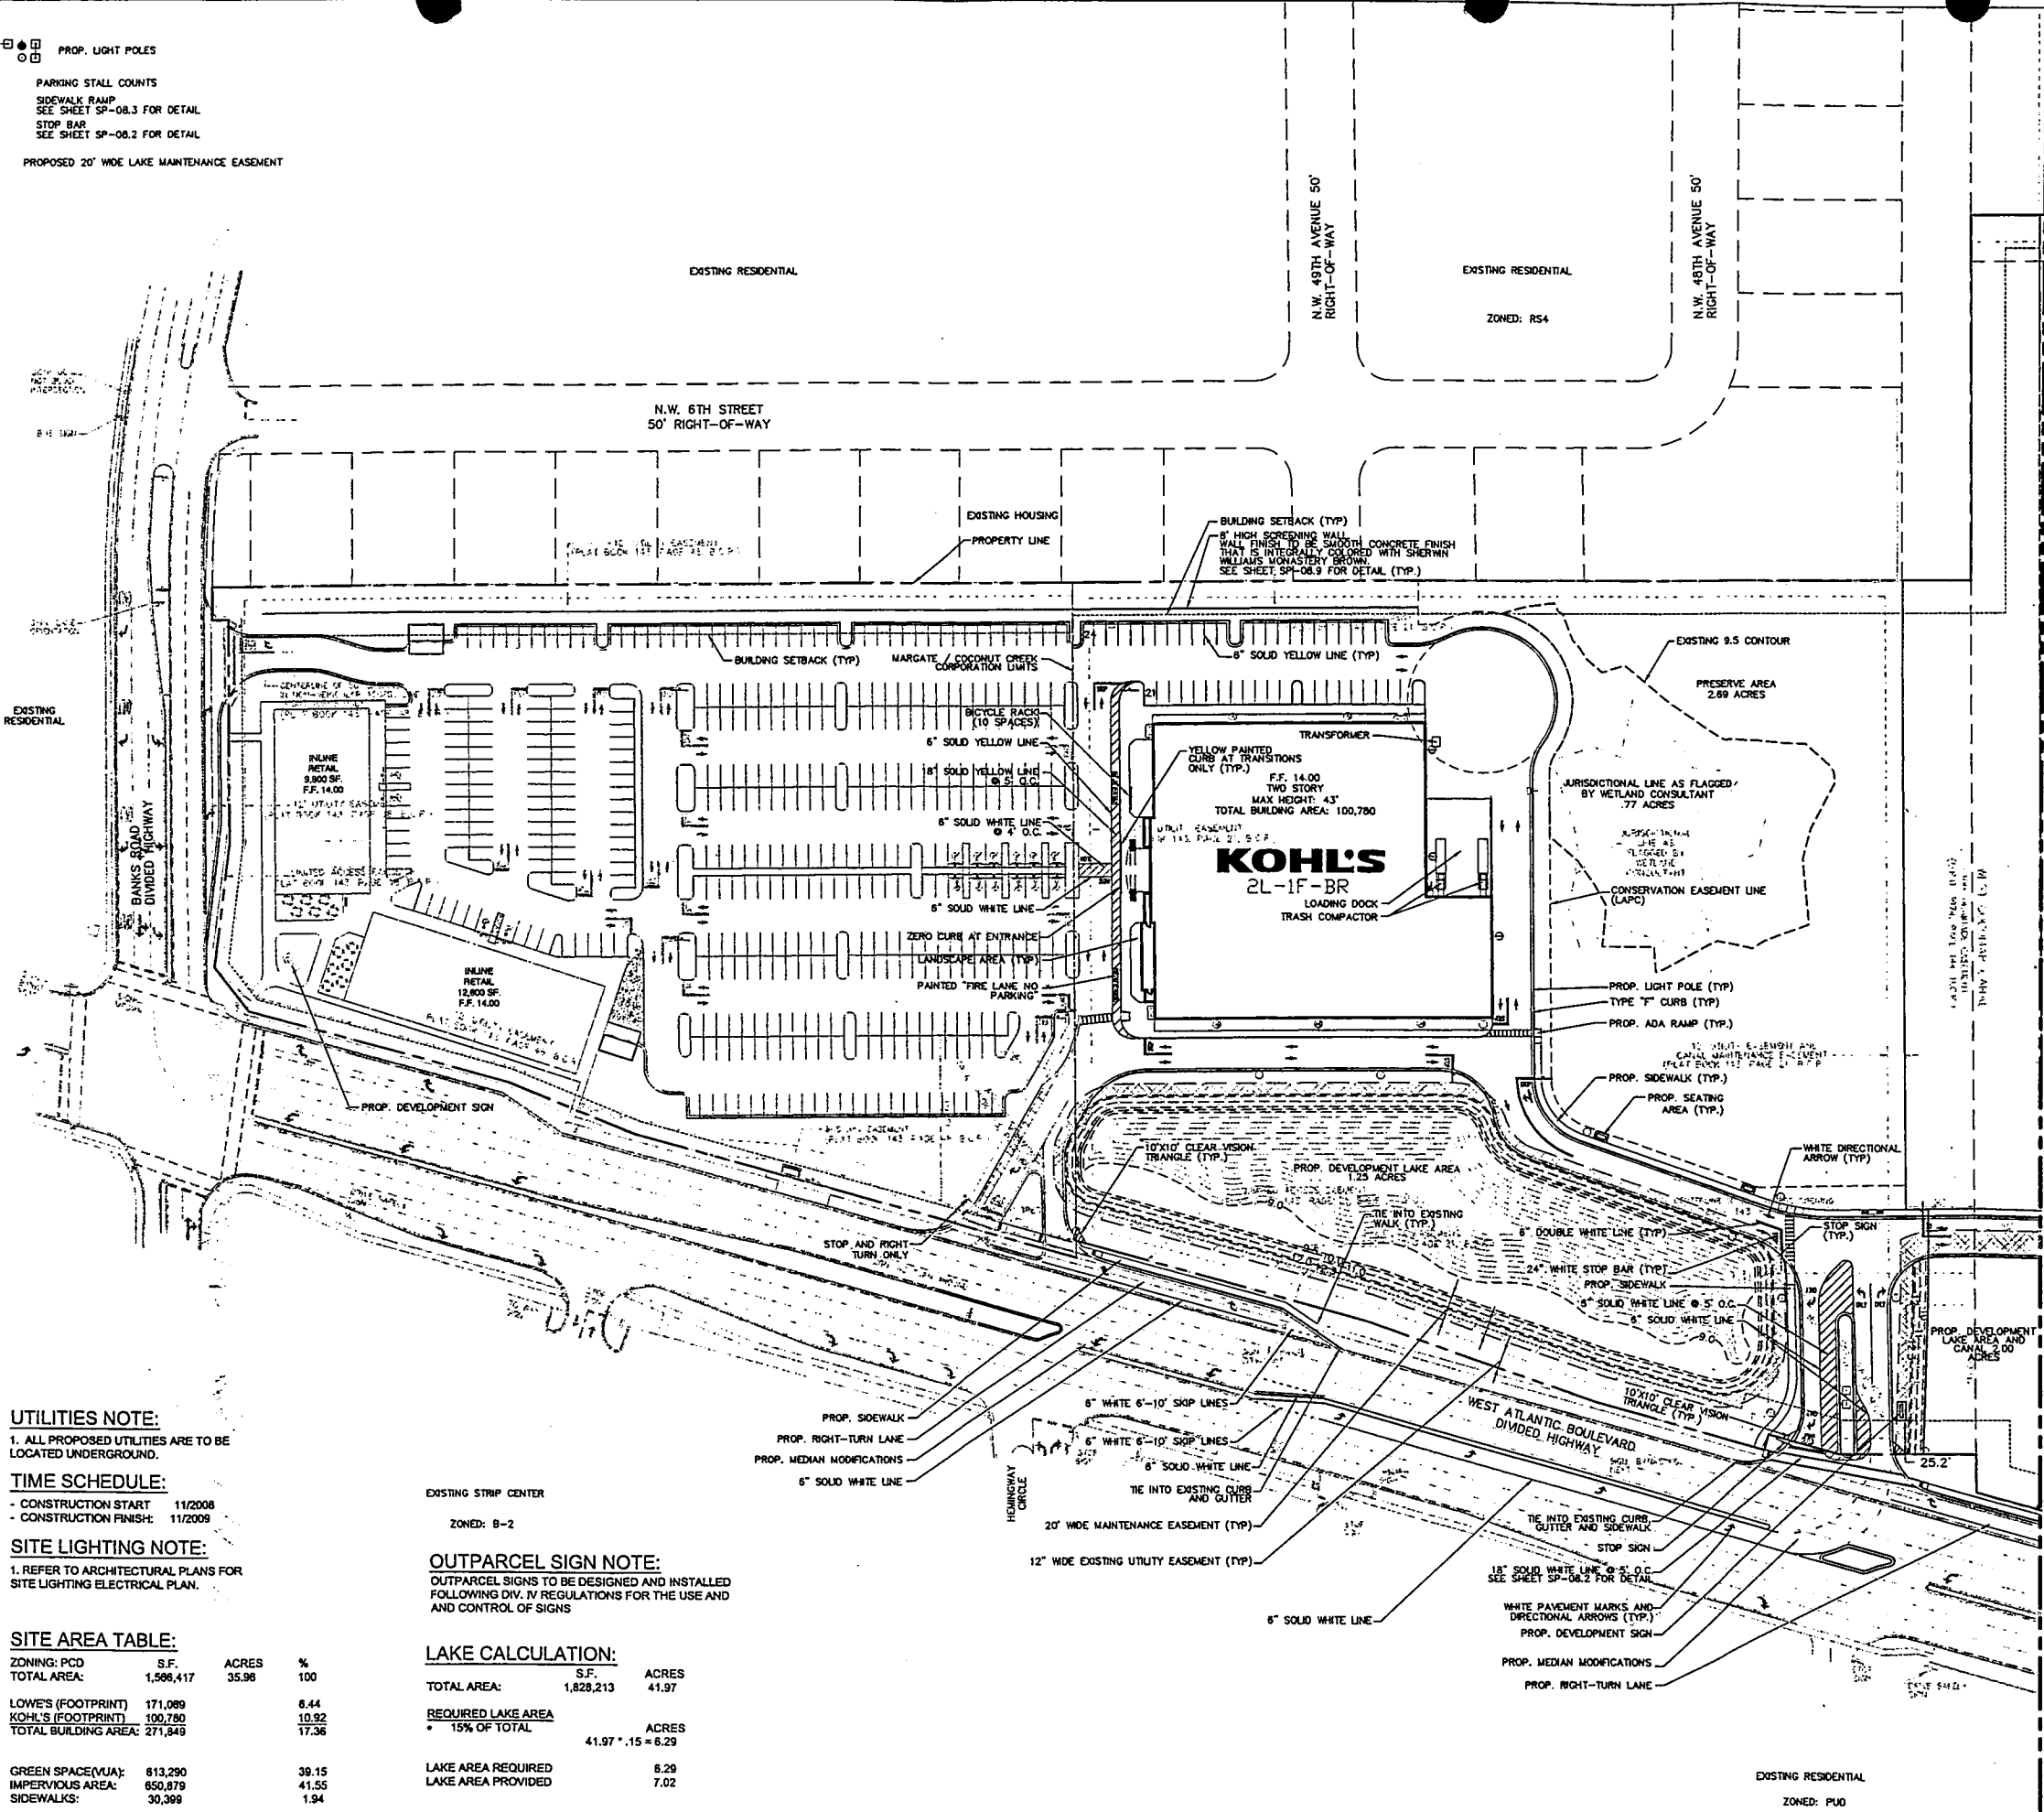 PROP. LIGHT POLES
PARKING STALL COUNTS
SIDEWALK RAMP
SEE SHEET SP-08.3 FOR DETAIL
STOP BAR
SEE SHEET SP-08.2 FOR DETAIL
PROPOSED 20' WIDE LAKE MAINTENANCE EASEMENT
EXISTING RESIDENTIAL
N.W. 49TH AVENUE 50'
RIGHT-OF-WAY
EXISTING RESIDENTIAL
ZONED: RS4
N.W. 48TH AVENUE 50'
RIGHT-OF-WAY
N.W. 6TH STREET
50' RIGHT-OF-WAY
EXISTING HOUSING
PROPERTY LINE
BUILDING SETBACK (TYP)
8' HIGH SCREENING WALL
WALL FINISH TO BE SMOOTH CONCRETE FINISH
THAT IS INTEGRALLY COLORED WITH SHERWIN
WILLIAMS MONASTERY BROWN.
SEE SHEET SP-08.9 FOR DETAIL (TYP.)
BUILDING SETBACK (TYP)
MARGATE / COCONUT CREEK
CORPORATION LIMITS
24
6" SOLID YELLOW LINE (TYP)
EXISTING 9.5 CONTOUR
PRESERVE AREA
2.69 ACRES
EXISTING
RESIDENTIAL
21
BICYCLE RACK
(10 SPACES)
6" SOLID YELLOW LINE
18" SOLID YELLOW LINE
@ 5' O.C.
6" SOLID WHITE LINE
@ 4' O.C.
6" SOLID WHITE LINE
ZERO CURB AT ENTRANCE
LANDSCAPE AREA (TYP)
PAINTED "FIRE LANE NO
PARKING"
INLINE
RETAIL
9,800 SF.
F.F. 14.00
BANKS ROAD
DIVIDED HIGHWAY
INLINE
RETAIL
12,600 SF.
F.F. 14.00
YELLOW PAINTED
CURB AT TRANSITIONS
ONLY (TYP.)
TRANSFORMER
F.F. 14.00
TWO STORY
MAX HEIGHT: 43'
TOTAL BUILDING AREA: 100,780
KOHL'S
2L-1F-BR
LOADING DOCK
TRASH COMPACTOR
JURISDICTIONAL LINE AS FLAGGED
BY WETLAND CONSULTANT
.77 ACRES
CONSERVATION EASEMENT LINE
(LAPC)
PROP. LIGHT POLE (TYP)
TYPE "F" CURB (TYP)
PROP. ADA RAMP (TYP.)
PROP. SIDEWALK (TYP.)
PROP. SEATING
AREA (TYP.)
WHITE DIRECTIONAL
ARROW (TYP)
PROP. DEVELOPMENT SIGN
10'X10' CLEAR VISION
TRIANGLE (TYP.)
PROP. DEVELOPMENT LAKE AREA
1.25 ACRES
9.0
TIE INTO EXISTING
WALK (TYP.)
STOP AND RIGHT
TURN ONLY
6" DOUBLE WHITE LINE (TYP)
STOP SIGN
(TYP.)
24" WHITE STOP BAR (TYP)
PROP. SIDEWALK
6" SOLID WHITE LINE @ 5' O.C.
6" SOLID WHITE LINE
9.0
PROP. DEVELOPMENT
LAKE AREA AND
CANAL 2.00
ACRES
10'X10' CLEAR VISION
TRIANGLE (TYP.)
WEST ATLANTIC BOULEVARD
DIVIDED HIGHWAY
25.2'
PROP. SIDEWALK
PROP. RIGHT-TURN LANE
PROP. MEDIAN MODIFICATIONS
6" SOLID WHITE LINE
6" WHITE 6'-10' SKIP LINES
6" WHITE 6'-10' SKIP LINES
6" SOLID WHITE LINE
TIE INTO EXISTING CURB
AND GUTTER
20' WIDE MAINTENANCE EASEMENT (TYP)
12" WIDE EXISTING UTILITY EASEMENT (TYP)
HEMINGWAY
CIRCLE
6" SOLID WHITE LINE
TIE INTO EXISTING CURB,
GUTTER AND SIDEWALK
STOP SIGN
18" SOLID WHITE LINE @ 5' O.C.
SEE SHEET SP-08.2 FOR DETAIL
WHITE PAVEMENT MARKS AND
DIRECTIONAL ARROWS (TYP.)
PROP. DEVELOPMENT SIGN
PROP. MEDIAN MODIFICATIONS
PROP. RIGHT-TURN LANE
UTILITIES NOTE:
1. ALL PROPOSED UTILITIES ARE TO BE
LOCATED UNDERGROUND.
TIME SCHEDULE:
- CONSTRUCTION START 11/2008
- CONSTRUCTION FINISH: 11/2009
SITE LIGHTING NOTE:
1. REFER TO ARCHITECTURAL PLANS FOR
SITE LIGHTING ELECTRICAL PLAN.
EXISTING STRIP CENTER
ZONED: B-2
OUTPARCEL SIGN NOTE:
OUTPARCEL SIGNS TO BE DESIGNED AND INSTALLED
FOLLOWING DIV. IV REGULATIONS FOR THE USE AND
AND CONTROL OF SIGNS
SITE AREA TABLE:
ZONING: PCD S.F. ACRES %
TOTAL AREA: 1,566,417 35.96 100
LOWE'S (FOOTPRINT) 171,089 6.44
KOHL'S (FOOTPRINT) 100,780 10.92
TOTAL BUILDING AREA: 271,849 17.36
GREEN SPACE(VUA): 613,290 39.15
IMPERVIOUS AREA: 650,879 41.55
SIDEWALKS: 30,399 1.94
LAKE CALCULATION:
S.F. ACRES
TOTAL AREA: 1,828,213 41.97
REQUIRED LAKE AREA
* 15% OF TOTAL ACRES
41.97 * .15 = 6.29
LAKE AREA REQUIRED 6.29
LAKE AREA PROVIDED 7.02
EXISTING RESIDENTIAL
ZONED: PUD